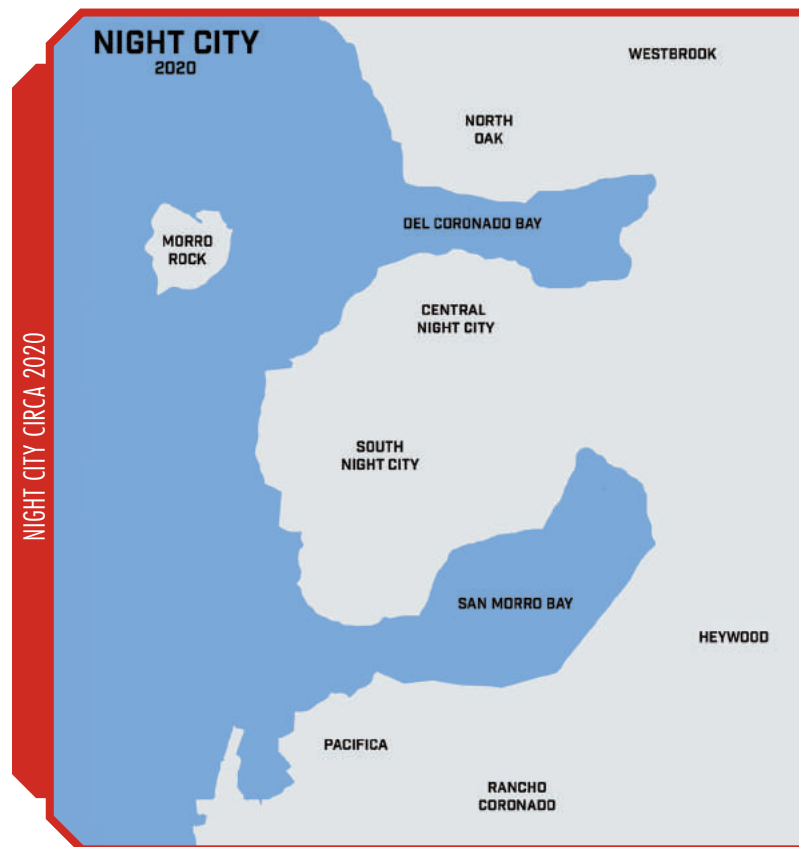 NIGHT CITY
2020
WESTBROOK
NORTH
OAK
DEL CORONADO BAY
MORRO
ROCK
CENTRAL
NIGHT CITY
NIGHT CITY CIRCA 2020
SOUTH
NIGHT CITY
SAN MORRO BAY
HEYWOOD
PACIFICA
RANCHO
CORONADO